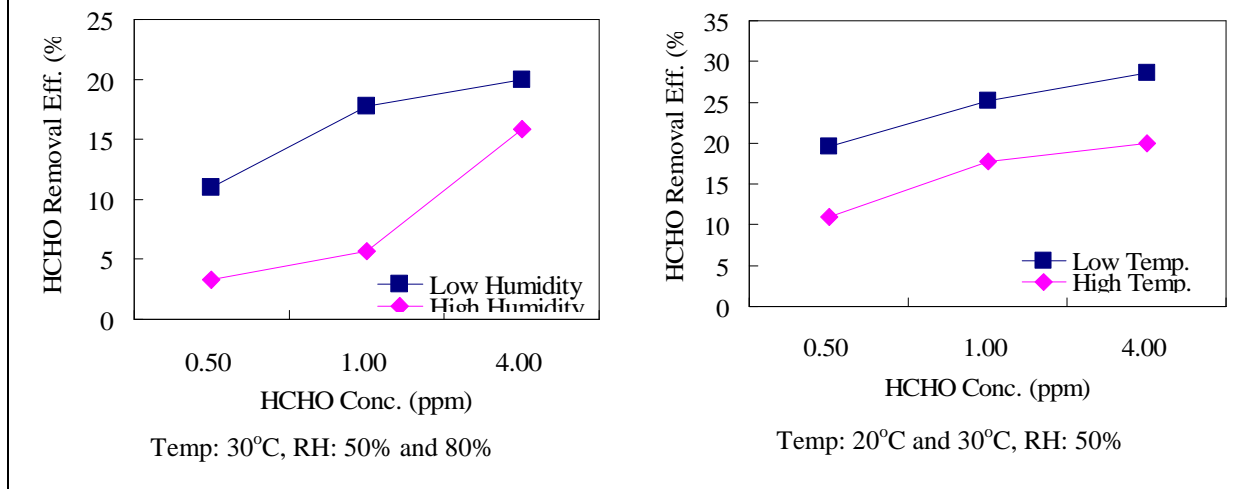 HCHO Removal Eff. (%
25
20
15
10
5
0
Low Humidity
High Humidity
0.50 1.00 4.00
HCHO Conc. (ppm)
Temp: 30°C, RH: 50% and 80%
HCHO Removal Eff. (%
35
30
25
20
15
10
5
0
Low Temp.
High Temp.
0.50 1.00 4.00
HCHO Conc. (ppm)
Temp: 20°C and 30°C, RH: 50%